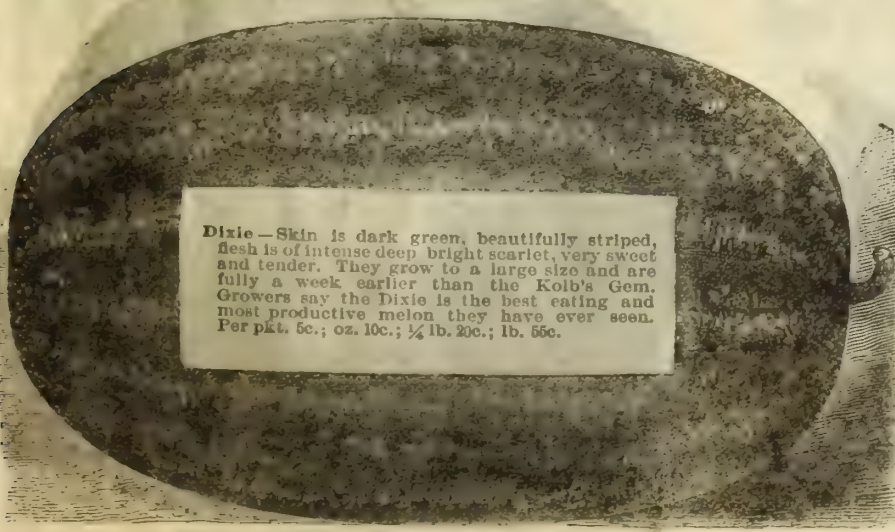 Dixie—Skin is dark green, beautifully striped,
flesh is of intense deep bright scarlet, very sweet
and tender. They grow to a large size and are
fully a week earlier than the Kolb's Gem.
Growers say the Dixie is the best eating and
most productive melon they have ever seen.
Per pkt. 5c.; oz. 10c.; ¼ lb. 20c.; lb. 55c.